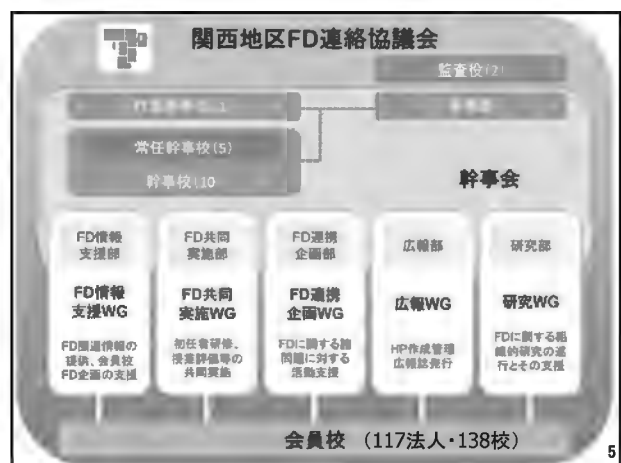 関西地区FD連絡協議会
監査役(2)
常任幹事校(5)
幹事校(10
幹事会
FD情報
支援部
FD情報
支援WG
FD関連情報の
提供、会員校
FD企画の支援
FD共同
実施部
FD共同
実施WG
初任者研修、
授業評価等の
共同実施
FD連携
企画部
FD連携
企画WG
FDに関する諸
問題に対する
活動支援
広報部
広報WG
HP作成管理
広報誌発行
研究部
研究WG
FDに関する組
織的研究の進
行とその支援
会員校 (117法人・138校)
5